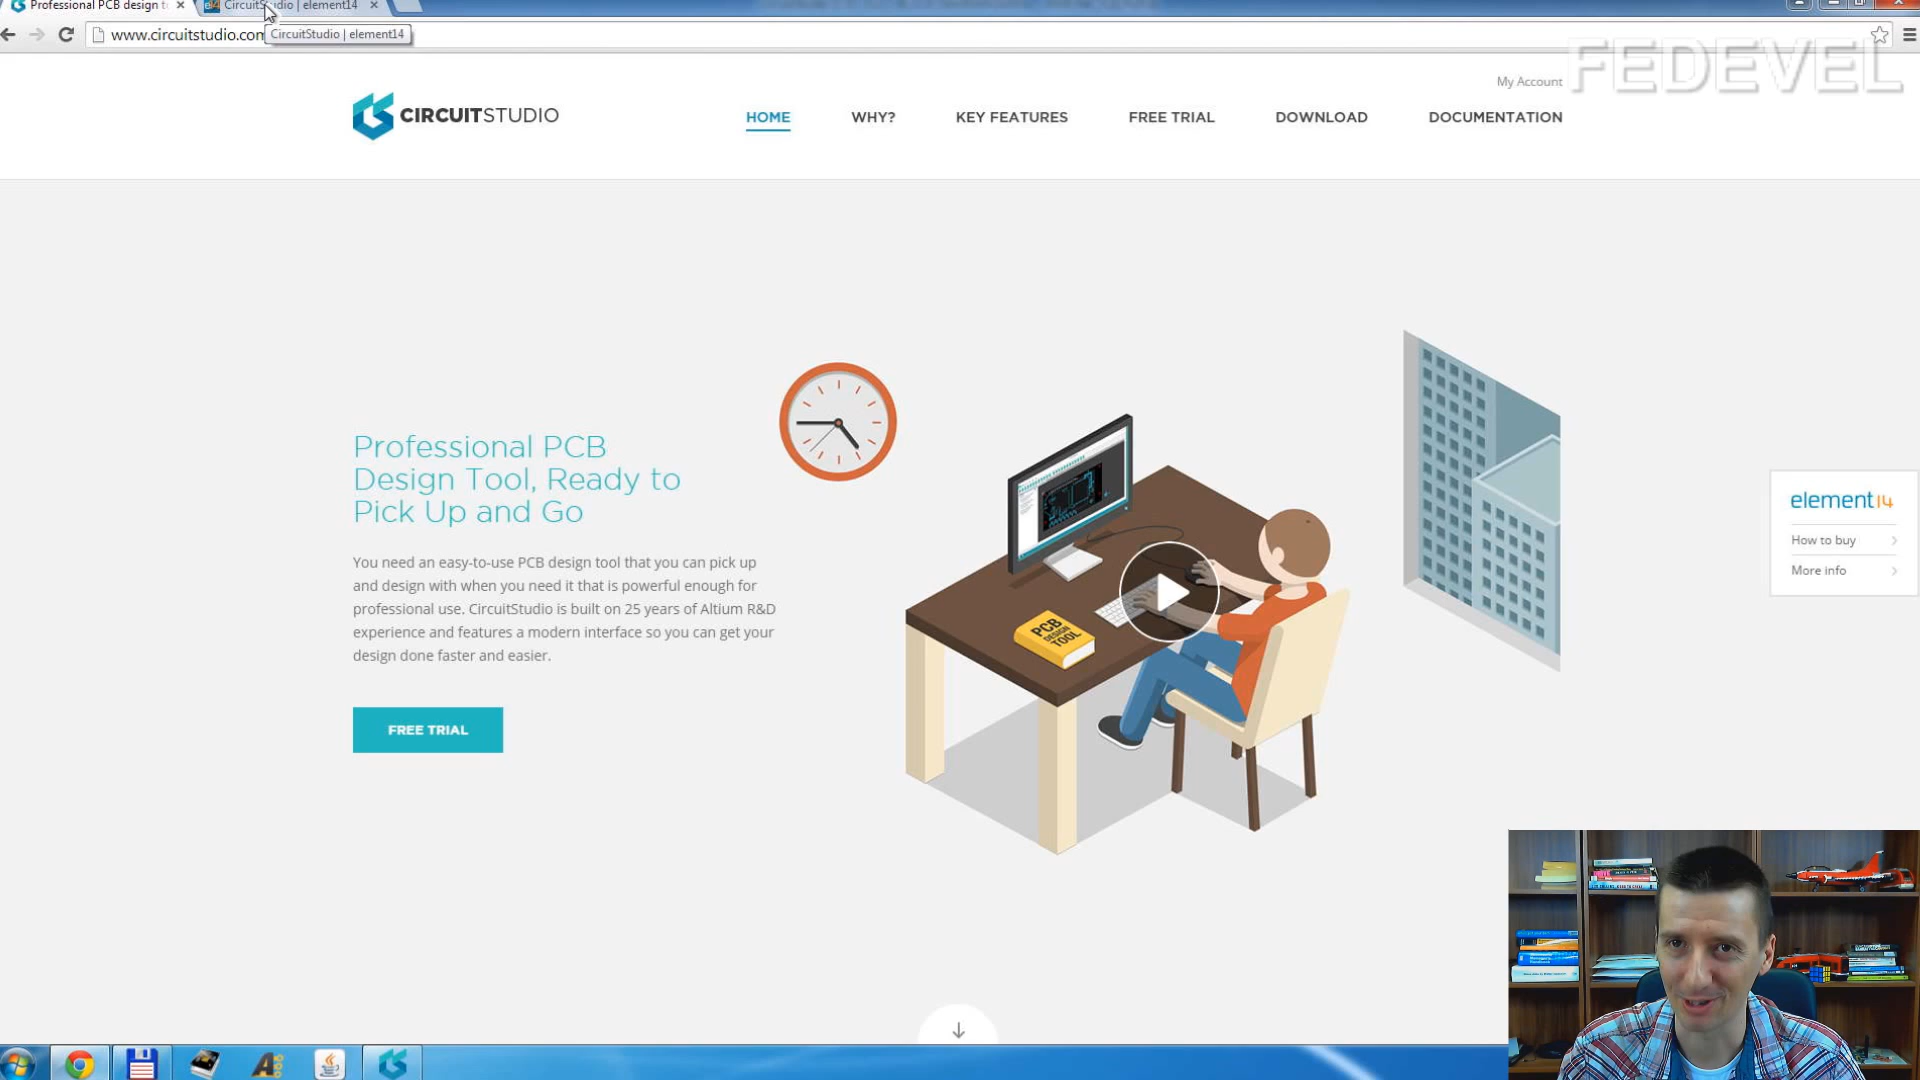 Professional PCB design t
CircuitStudio | element14
www.circuitstudio.com
CircuitStudio | element14
FEDEVEL
My Account
CIRCUITSTUDIO
HOME
WHY?
KEY FEATURES
FREE TRIAL
DOWNLOAD
DOCUMENTATION
Professional PCB
Design Tool, Ready to
Pick Up and Go
You need an easy-to-use PCB design tool that you can pick up
and design with when you need it that is powerful enough for
professional use. CircuitStudio is built on 25 years of Altium R&D
experience and features a modern interface so you can get your
design done faster and easier.
FREE TRIAL
PCB
DESIGN
TOOL
element14
How to buy
More info